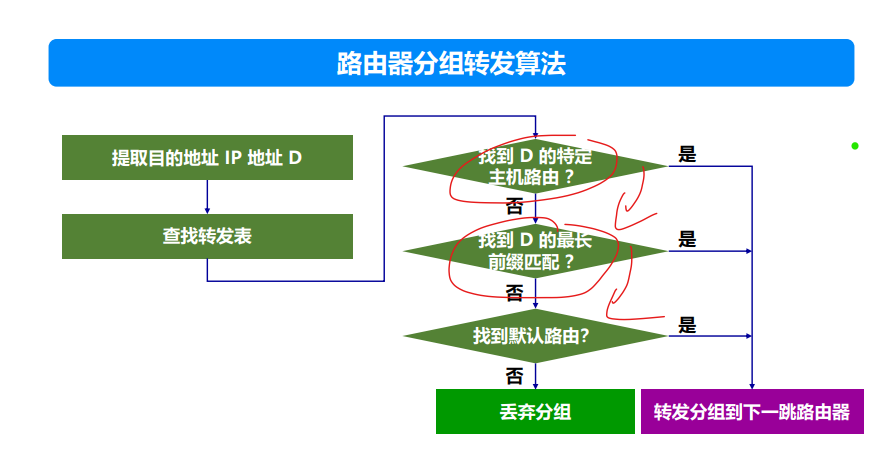 路由器分组转发算法
提取目的地址 IP 地址 D
查找转发表
找到 D 的特定
主机路由？
是
否
找到 D 的最长
前缀匹配？
是
否
找到默认路由?
是
否
丢弃分组
转发分组到下一跳路由器